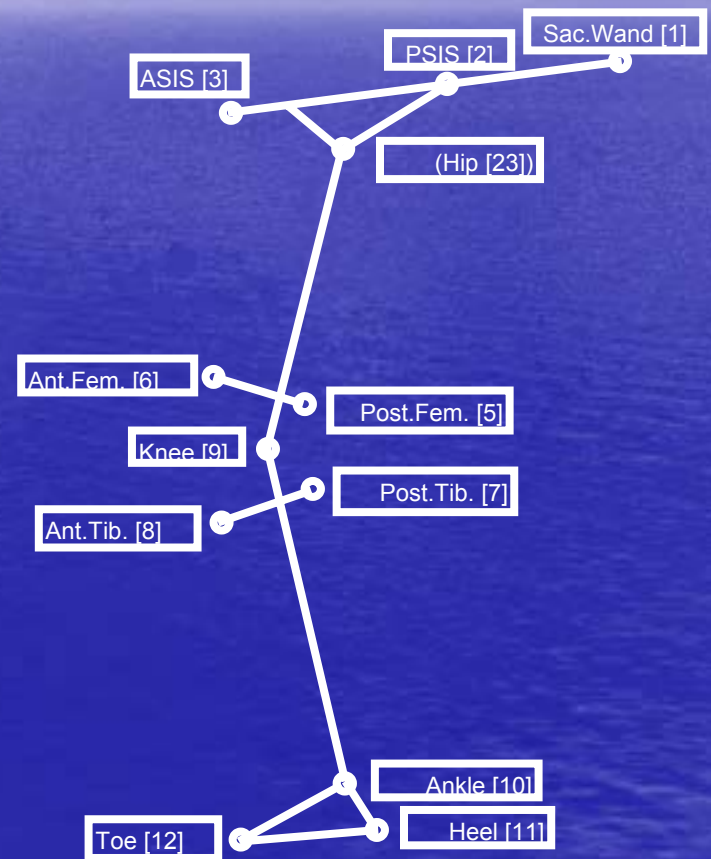 Sac.Wand [1]
PSIS [2]
ASIS [3]
(Hip [23])
Ant.Fem. [6]
Post.Fem. [5]
Knee [9]
Post.Tib. [7]
Ant.Tib. [8]
Ankle [10]
Heel [11]
Toe [12]